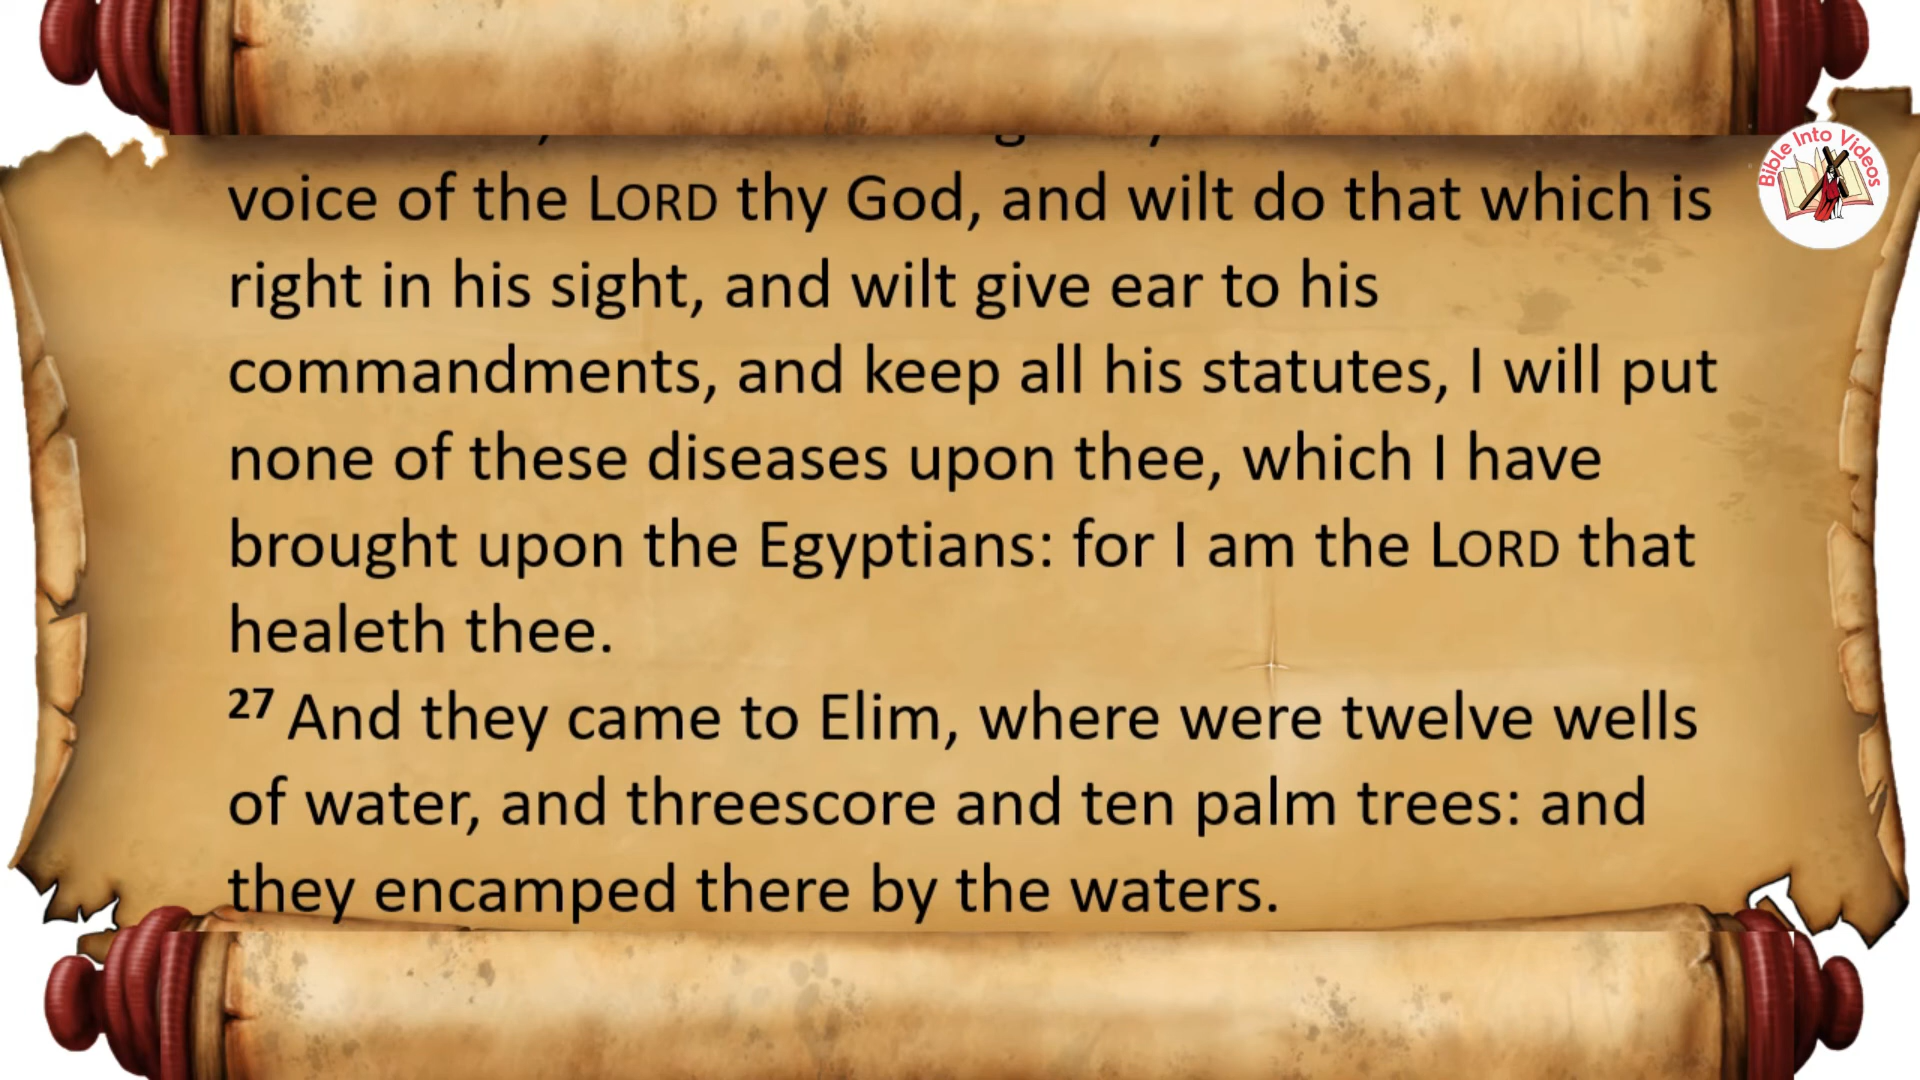 voice of the LORD thy God, and wilt do that which is
right in his sight, and wilt give ear to his
commandments, and keep all his statutes, I will put
none of these diseases upon thee, which I have
brought upon the Egyptians: for I am the LORD that
healeth thee.
27 And they came to Elim, where were twelve wells
of water, and threescore and ten palm trees: and
they encamped there by the waters.
Bible Into Videos